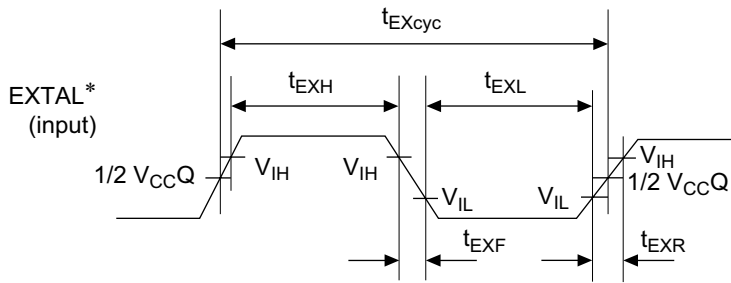 tEXcyc
EXTAL*
(input)
tEXH
tEXL
1/2 VCCQ
VIH
VIH
VIL
VIL
VIH
1/2 VCCQ
tEXF
tEXR